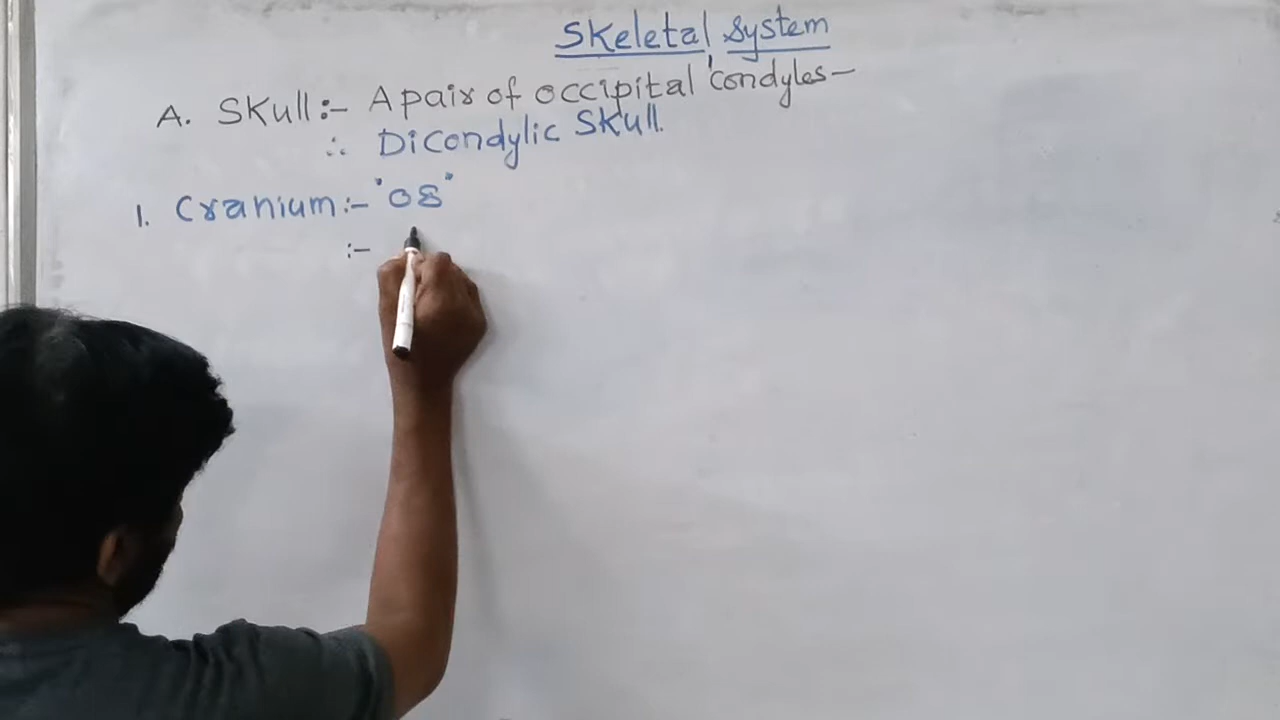 Skeletal System
A. Skull:- A pair of occipital condyles-
∴ Dicondylic Skull.
1. Cranium:- "08"
:-